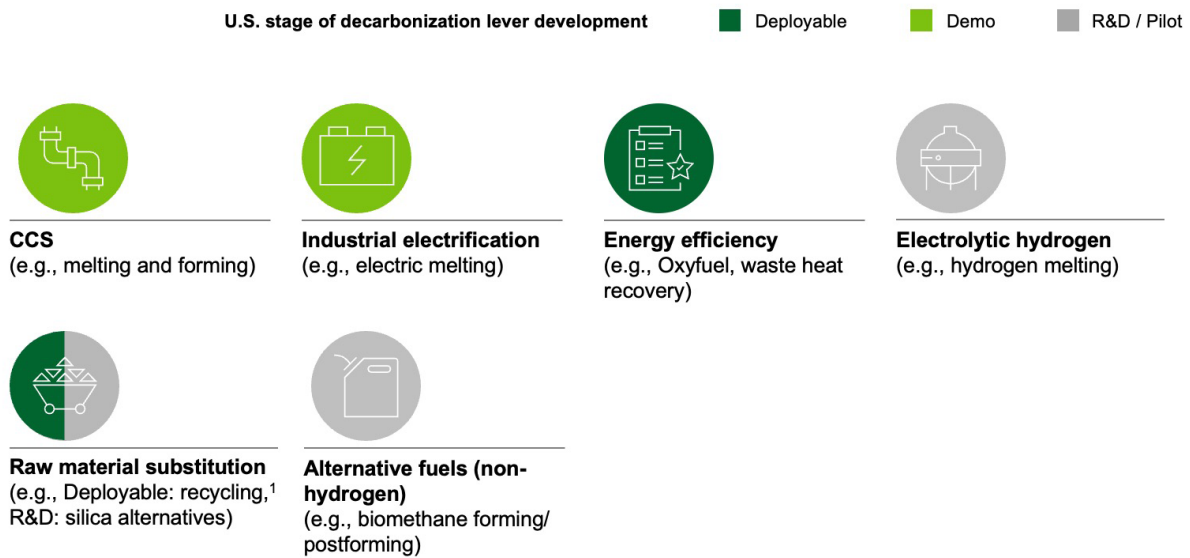 U.S. stage of decarbonization lever development
Deployable
Demo
R&D / Pilot
CCS
(e.g., melting and forming)
Industrial electrification
(e.g., electric melting)
Energy efficiency
(e.g., Oxyfuel, waste heat
recovery)
Electrolytic hydrogen
(e.g., hydrogen melting)
Raw material substitution
(e.g., Deployable: recycling,¹
R&D: silica alternatives)
Alternative fuels (non-
hydrogen)
(e.g., biomethane forming/
postforming)